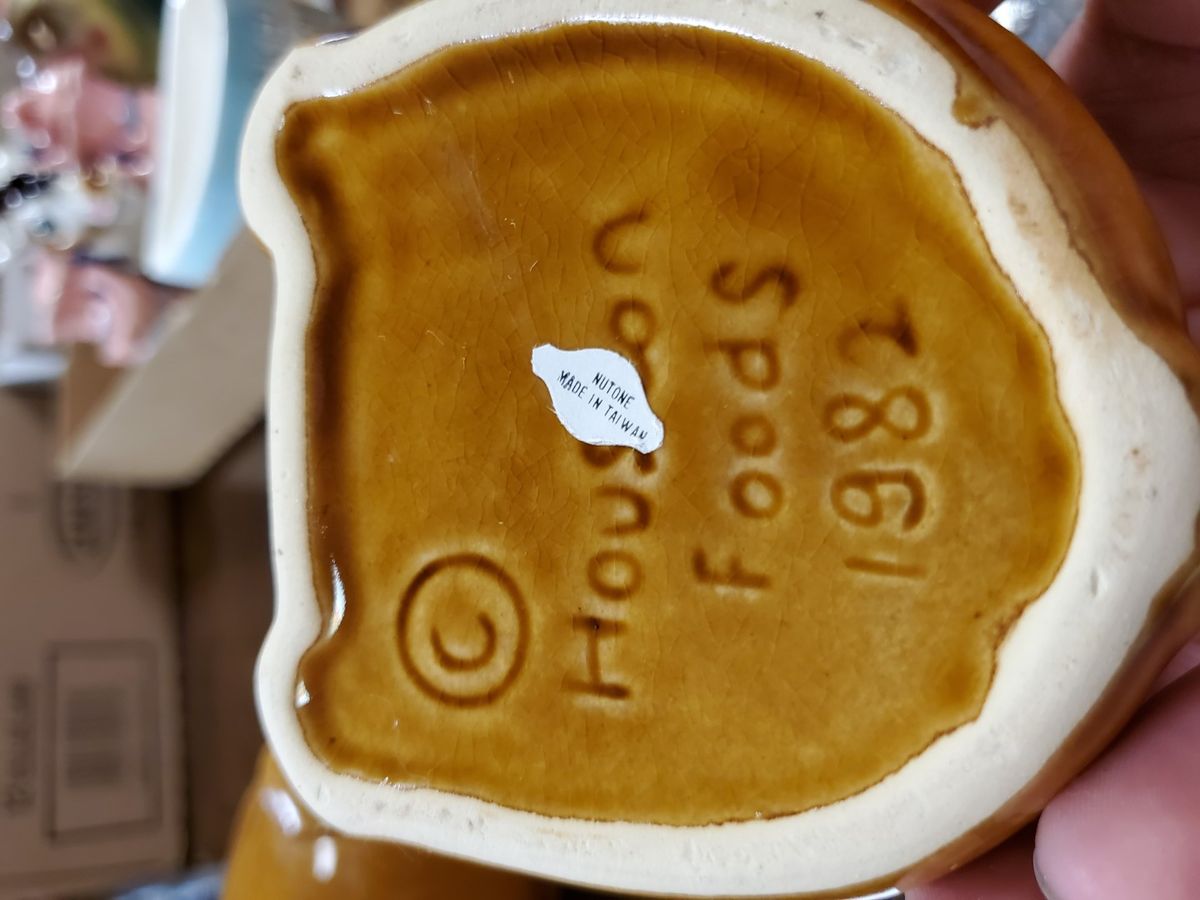 ©
Houston
Foods
1982
NUTONE
MADE IN TAIWAN